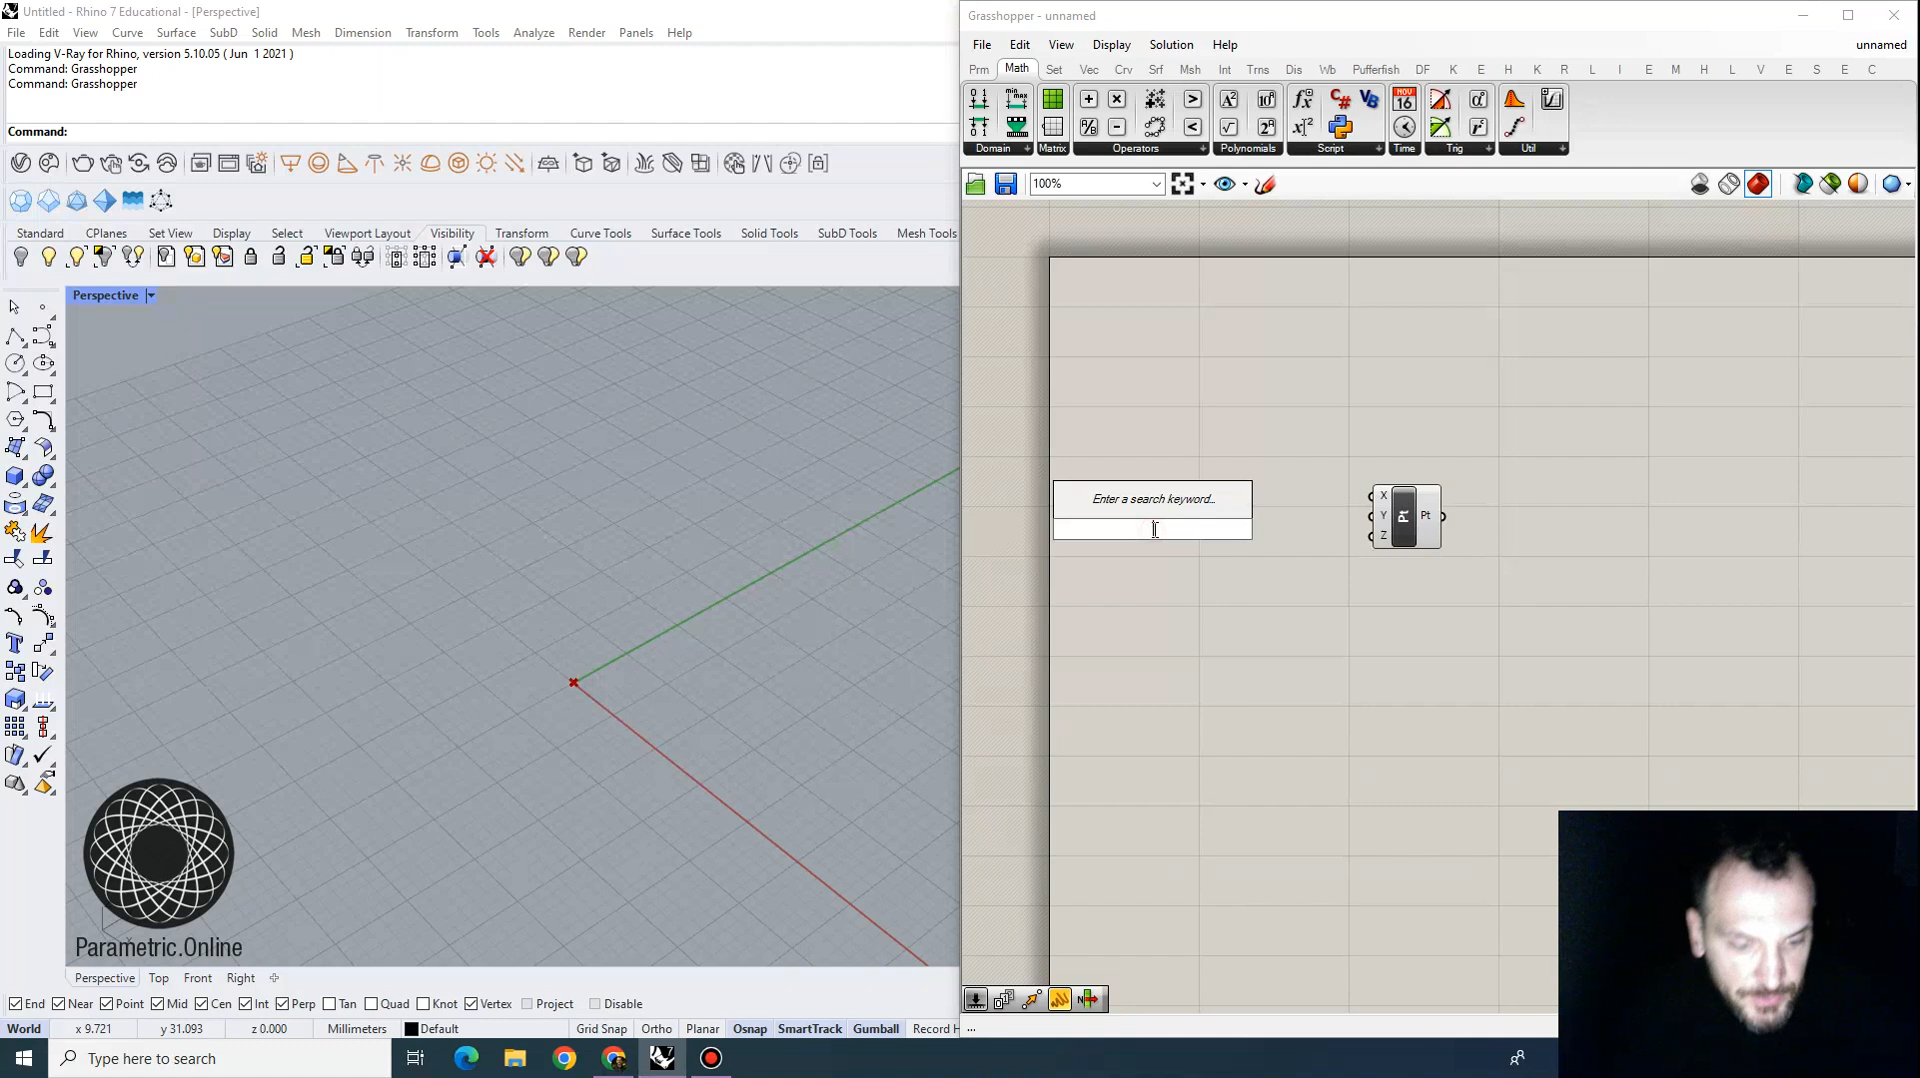 Untitled - Rhino 7 Educational - [Perspective]
File Edit View Curve Surface SubD Solid Mesh Dimension Transform Tools Analyze Render Panels Help
Loading V-Ray for Rhino, version 5.10.05 ( Jun 1 2021 )
Command: Grasshopper
Command: Grasshopper
Command:
Standard CPlanes Set View Display Select Viewport Layout Visibility Transform Curve Tools Surface Tools Solid Tools SubD Tools Mesh Tools
Perspective
Parametric.Online
Perspective Top Front Right
End Near Point Mid Cen Int Perp Tan Quad Knot Vertex Project Disable
World x 9.721 y 31.093 z 0.000 Millimeters Default Grid Snap Ortho Planar Osnap SmartTrack Gumball Record H
Type here to search
Grasshopper - unnamed
File Edit View Display Solution Help unnamed
Prm Math Set Vec Crv Srf Msh Int Trns Dis Wb Pufferfish DF K E H K R L I E M H L V E S E C
Domain Matrix Operators Polynomials Script Time Trig Util
100%
Enter a search keyword...
X
Y
Z
Pt
Pt
...